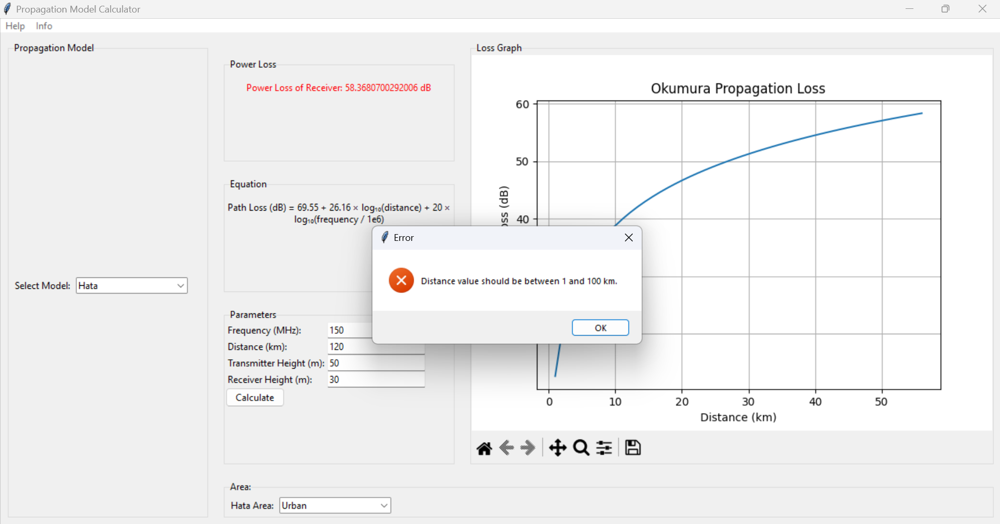 Propagation Model Calculator
Help Info
Propagation Model
Select Model: Hata
Power Loss
Power Loss of Receiver: 58.3680700292006 dB
Equation
Path Loss (dB) = 69.55 + 26.16 × log₁₀(distance) + 20 ×
log₁₀(frequency / 1e6)
Parameters
Frequency (MHz): 150
Distance (km): 120
Transmitter Height (m): 50
Receiver Height (m): 30
Calculate
Loss Graph
Okumura Propagation Loss
60
50
40
(dB)
0 10 20 30 40 50
Distance (km)
Error
Distance value should be between 1 and 100 km.
OK
Area:
Hata Area: Urban